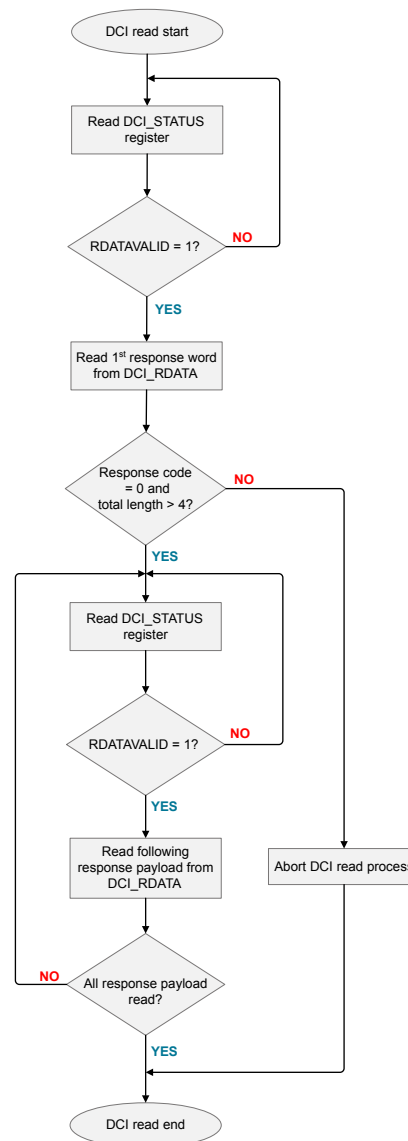 DCI read start
Read DCI_STATUS
register
RDATAVALID = 1?
NO
YES
Read 1st response word
from DCI_RDATA
Response code
= 0 and
total length > 4?
NO
YES
Read DCI_STATUS
register
RDATAVALID = 1?
NO
YES
Read following
response payload from
DCI_RDATA
Abort DCI read process
All response payload
read?
NO
YES
DCI read end